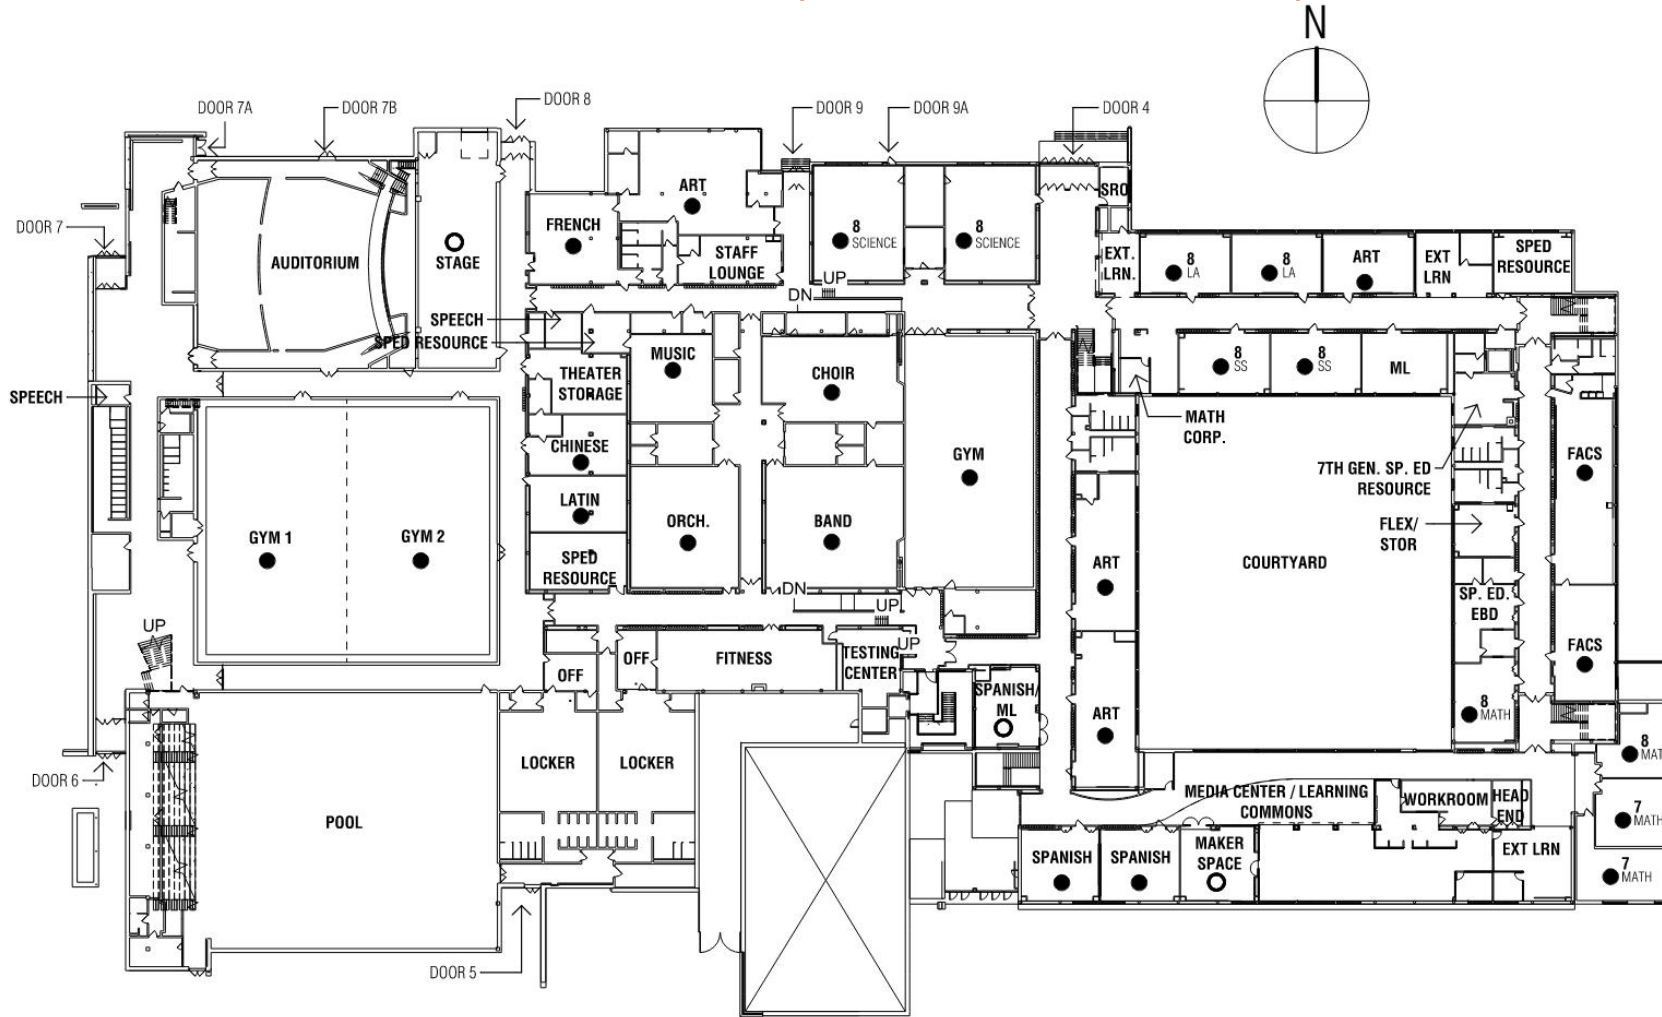 N
DOOR 7A
DOOR 7B
DOOR 8
DOOR 9
DOOR 9A
DOOR 4
DOOR 7
AUDITORIUM
STAGE
FRENCH
ART
STAFF
LOUNGE
8
SCIENCE
8
SCIENCE
SRO
EXT.
LRN.
8
LA
8
LA
ART
EXT
LRN
SPED
RESOURCE
UP
DN
SPEECH
SPED RESOURCE
MUSIC
THEATER
STORAGE
CHOIR
8
SS
8
SS
ML
SPEECH
MATH
CORP.
CHINESE
GYM
7TH GEN. SP. ED
RESOURCE
FACS
LATIN
ORCH.
BAND
FLEX/
STOR
GYM 1
GYM 2
SPED
RESOURCE
ART
COURTYARD
DN
UP
SP. ED.
EBD
UP
UP
OFF
OFF
FITNESS
TESTING
CENTER
FACS
SPANISH/
ML
ART
8
MATH
DOOR 6
LOCKER
LOCKER
8
MAT
MEDIA CENTER / LEARNING
COMMONS
WORKROOM
HEAD
END
POOL
7
MATH
SPANISH
SPANISH
MAKER
SPACE
EXT LRN
7
MATH
DOOR 5